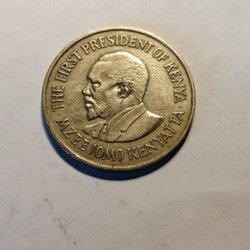 THE FIRST PRESIDENT OF KENYA
MZEE JOMO KENYATTA